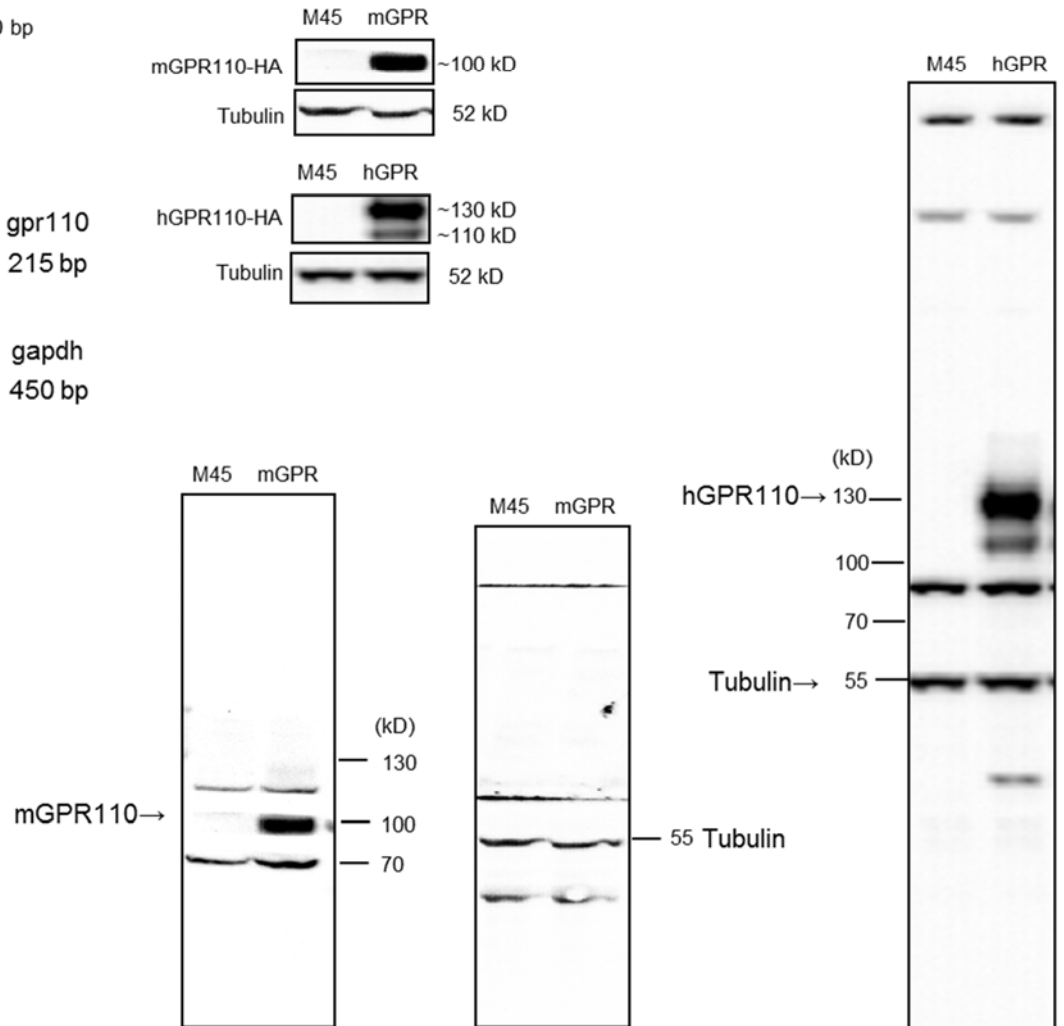 M45 mGPR
mGPR110-HA ~100 kD
Tubulin 52 kD
M45 hGPR
hGPR110-HA ~130 kD
~110 kD
Tubulin 52 kD
gpr110
215 bp
gapdh
450 bp
M45 mGPR
(kD)
130
mGPR110→ 100
70
M45 mGPR
55 Tubulin
M45 hGPR
(kD)
hGPR110→ 130
100
70
Tubulin→ 55